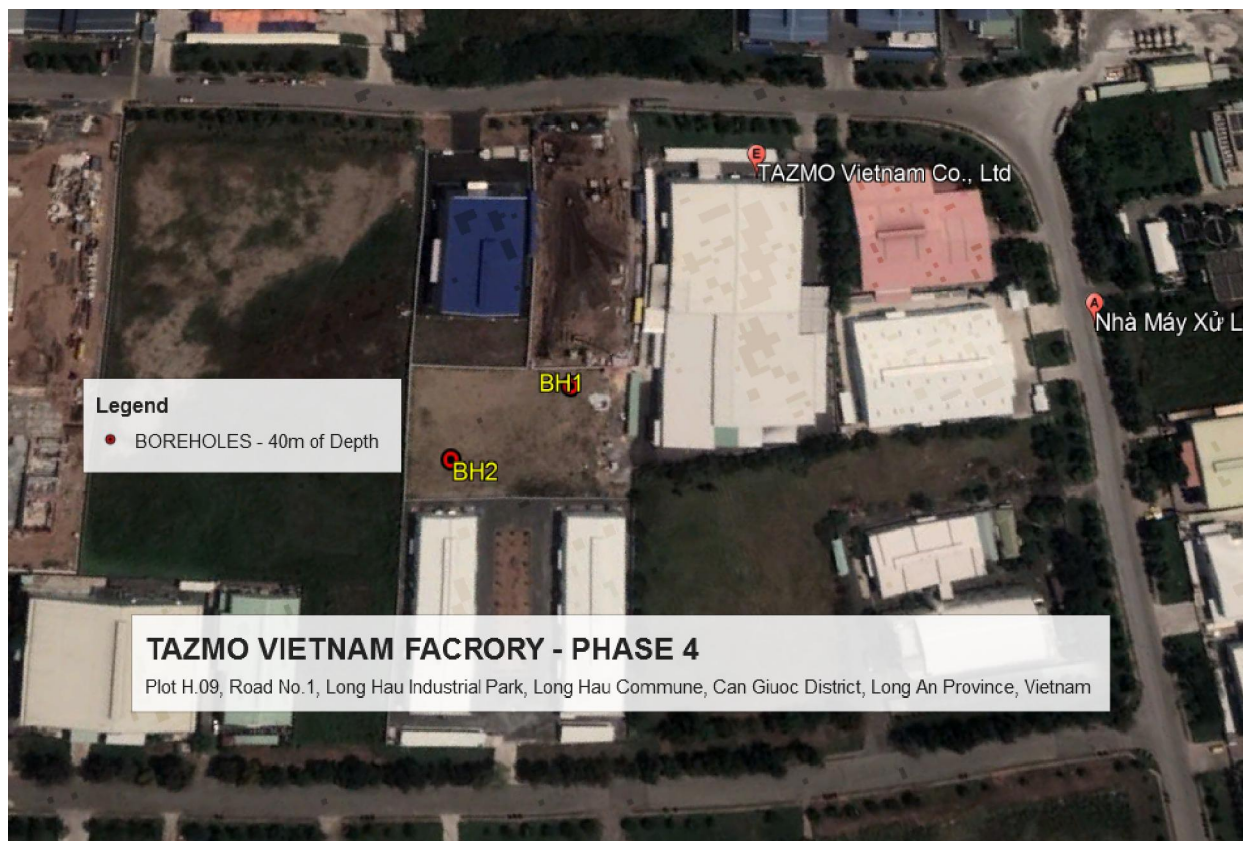 E
TAZMO Vietnam Co., Ltd
A
Nhà Máy Xử L
BH1
Legend
BOREHOLES - 40m of Depth
BH2
TAZMO VIETNAM FACRORY - PHASE 4
Plot H.09, Road No.1, Long Hau Industrial Park, Long Hau Commune, Can Giuoc District, Long An Province, Vietnam